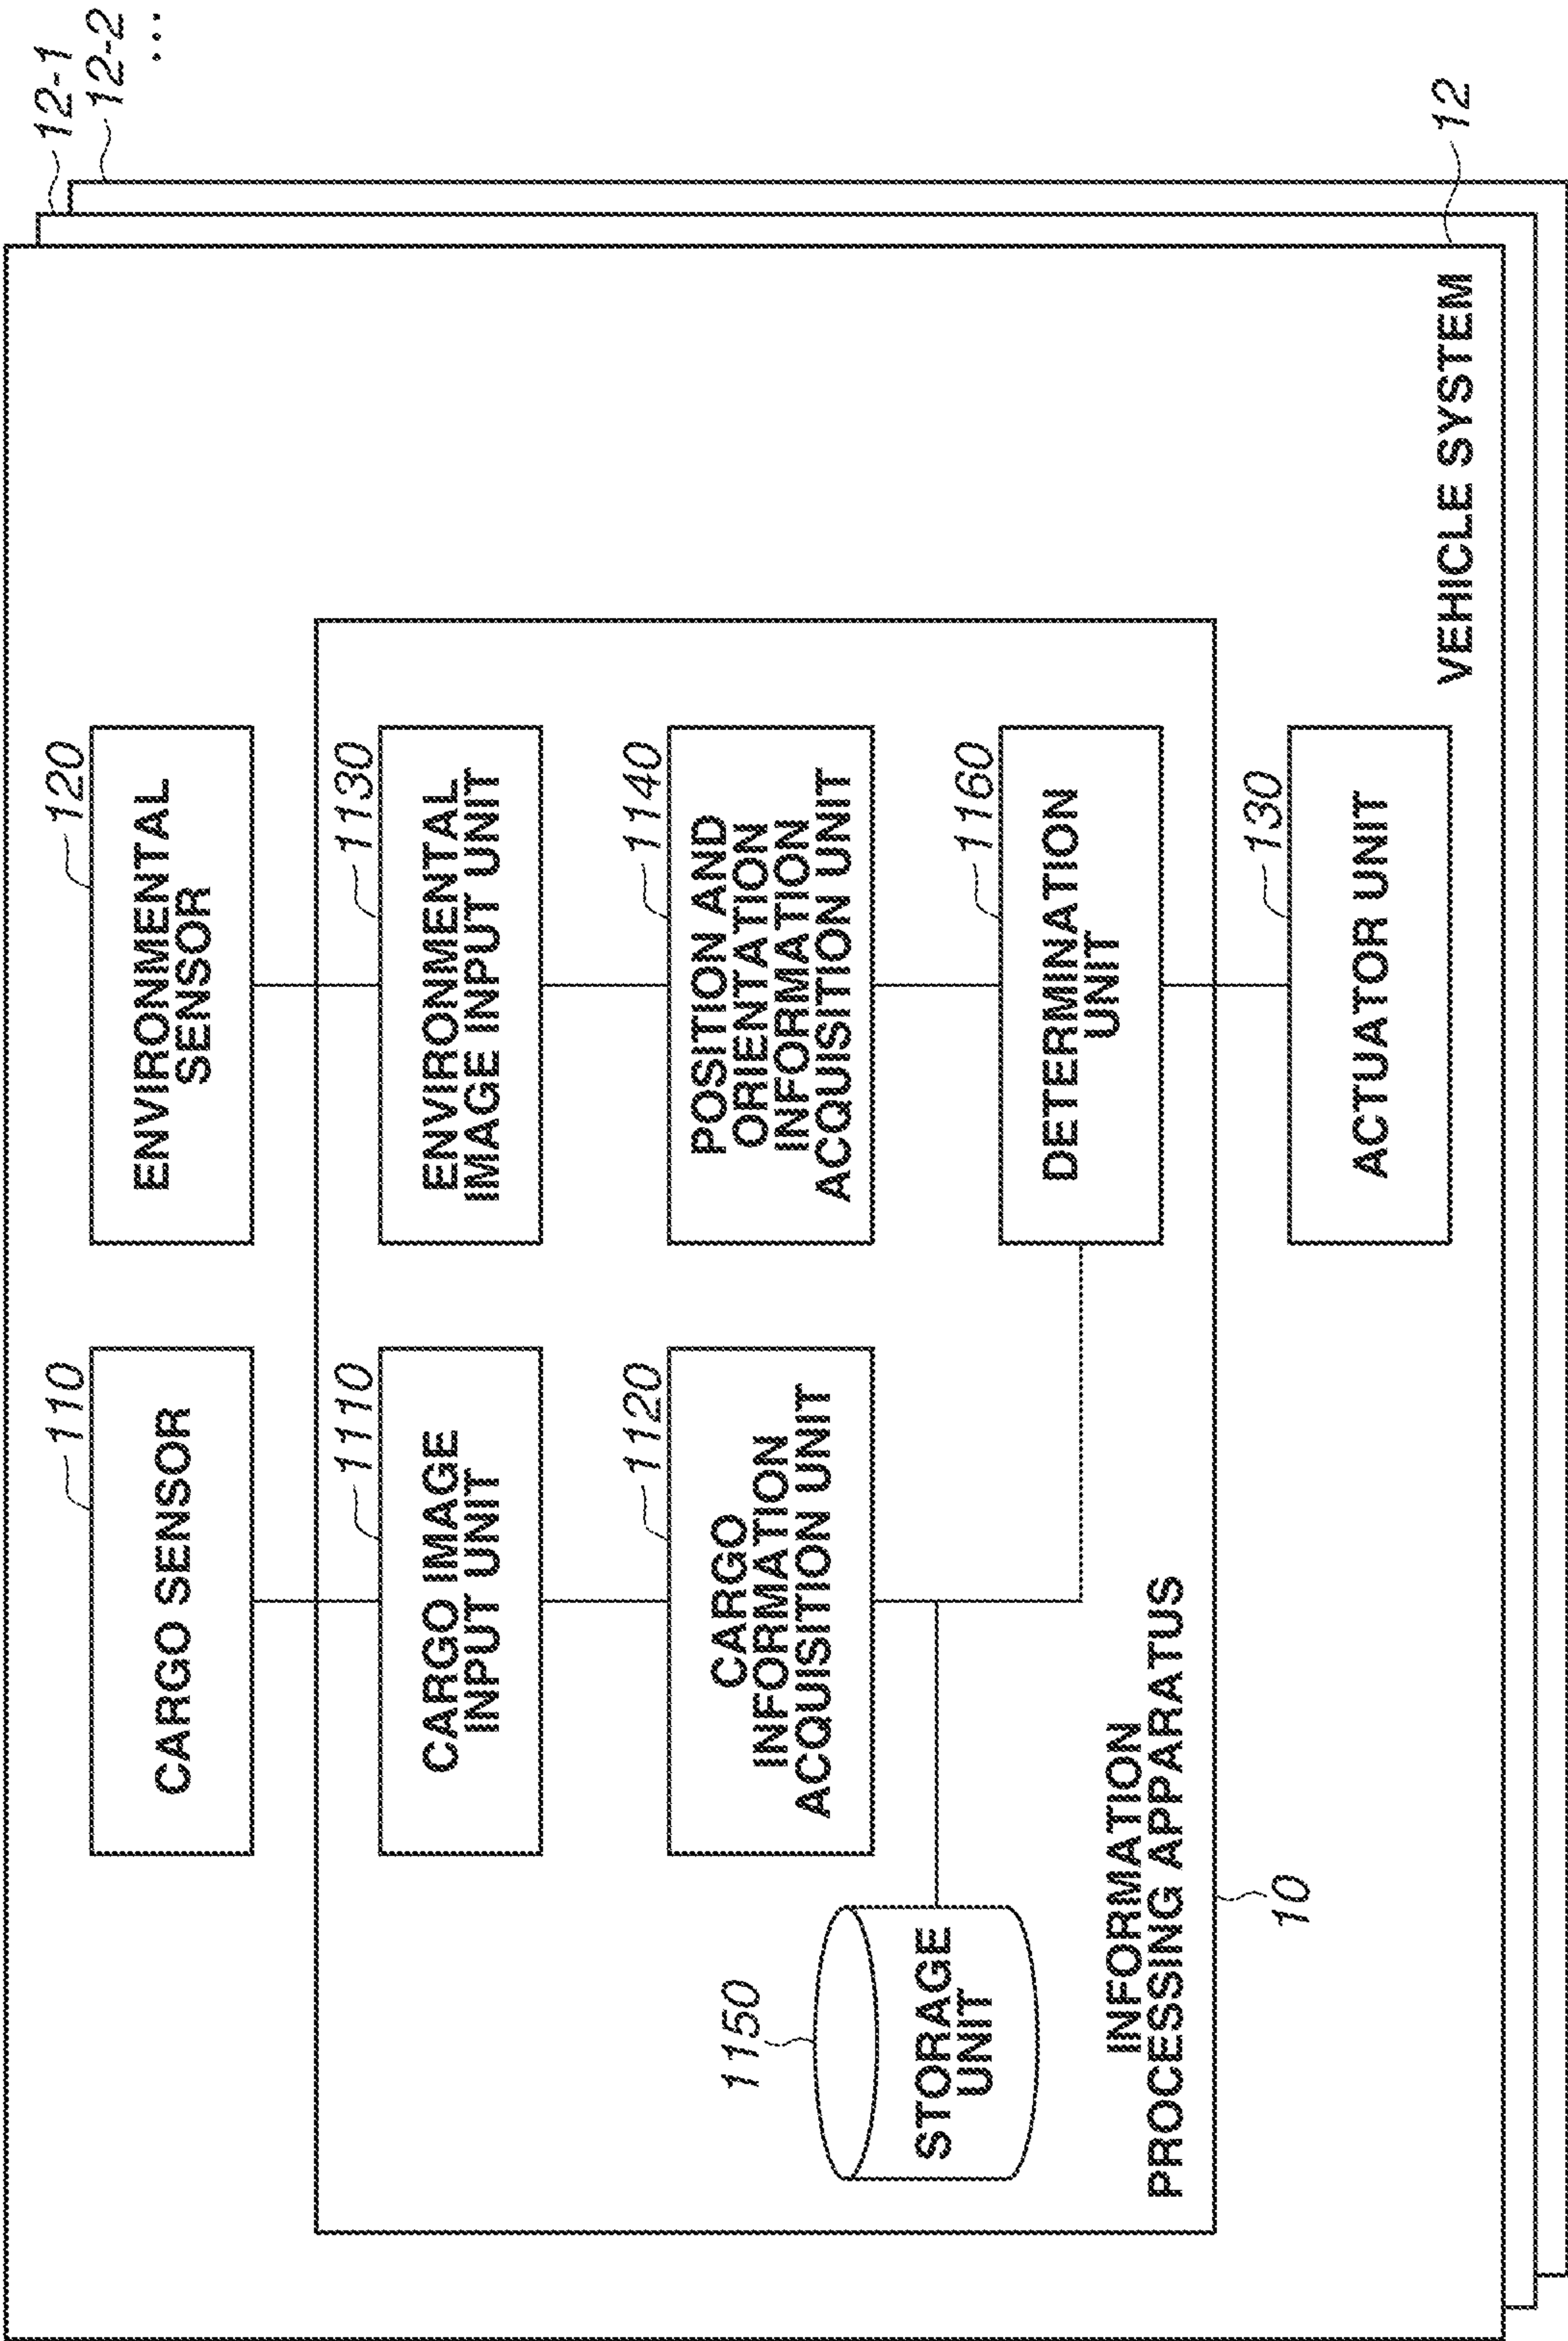 12-1
12-2
...
12
110
CARGO SENSOR
120
ENVIRONMENTAL
SENSOR
1110
CARGO IMAGE
INPUT UNIT
1130
ENVIRONMENTAL
IMAGE INPUT UNIT
1120
CARGO
INFORMATION
ACQUISITION UNIT
1140
POSITION AND
ORIENTATION
INFORMATION
ACQUISITION UNIT
1150
STORAGE
UNIT
1160
DETERMINATION
UNIT
INFORMATION
PROCESSING APPARATUS
10
130
ACTUATOR UNIT
VEHICLE SYSTEM